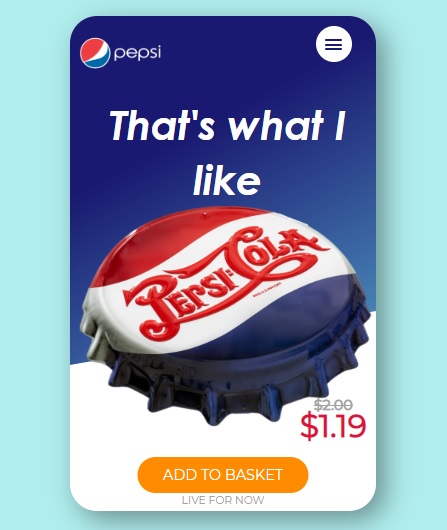 pepsi
That's what I
like
PEPSI-COLA
$2.00
$1.19
ADD TO BASKET
LIVE FOR NOW